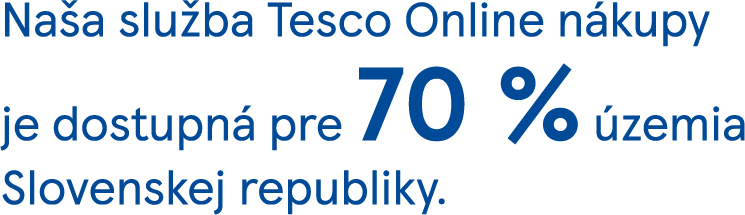 Naša služba Tesco Online nákupy
je dostupná pre 70 % územia
Slovenskej republiky.